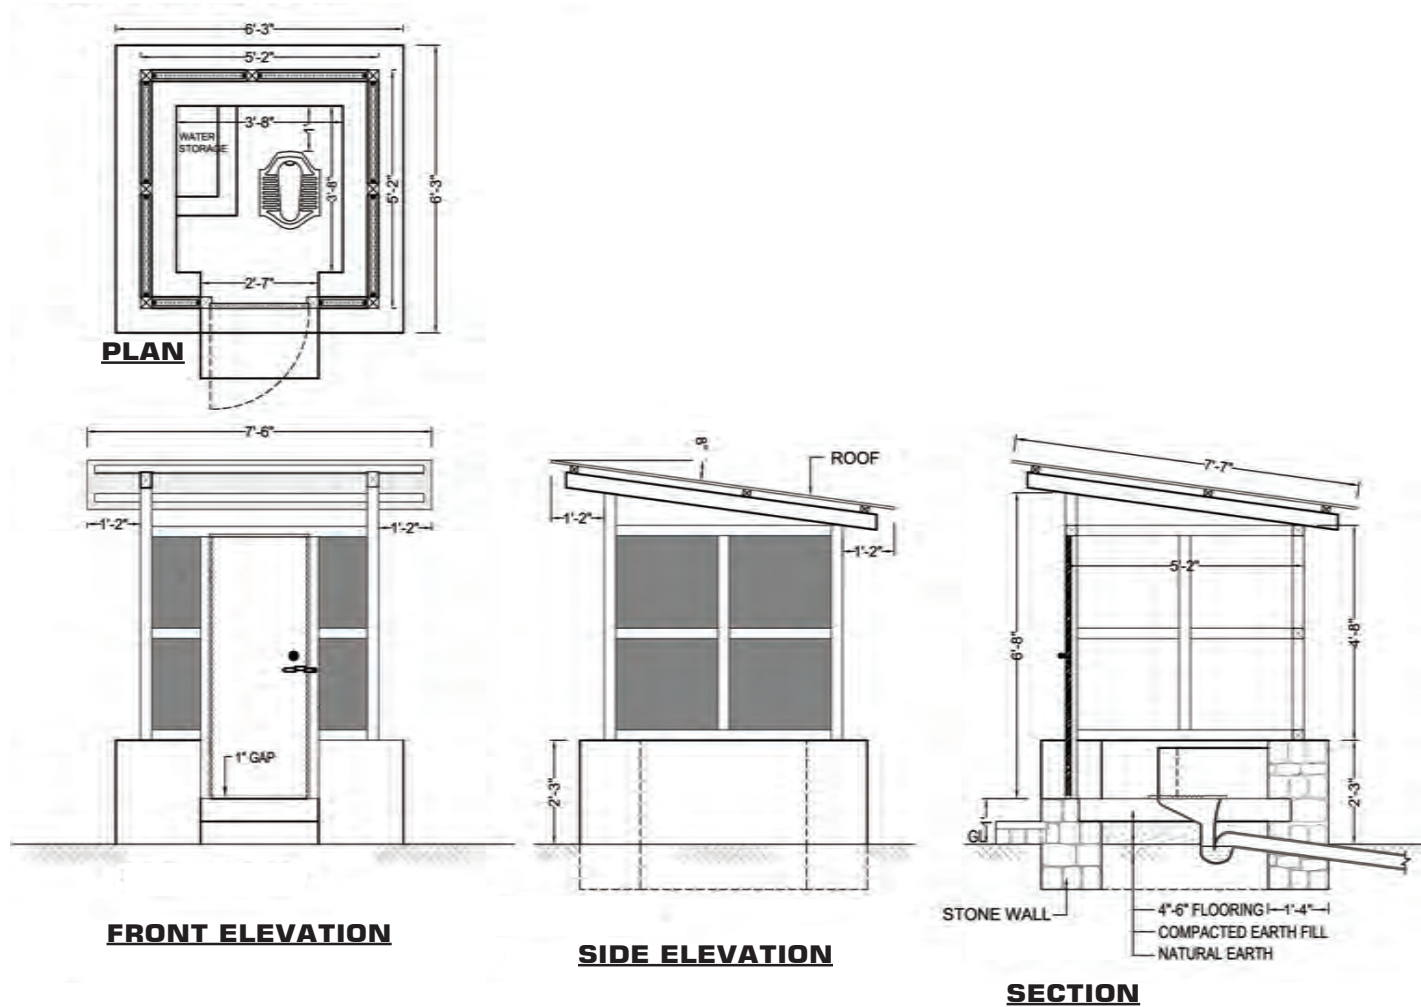 6'-3"
5'-2"
3'-8"
1'
WATER
STORAGE
3'-8"
5'-2"
6'-3"
2'-7"
PLAN
7'-6"
1'-2"
1'-2"
1" GAP
FRONT ELEVATION
8°
ROOF
1'-2"
1'-2"
2'-3"
SIDE ELEVATION
7'-7"
5'-2"
6'-8"
4'-8"
2'-3"
1'
GL
STONE WALL
4"-6" FLOORING
1'-4"
COMPACTED EARTH FILL
NATURAL EARTH
SECTION